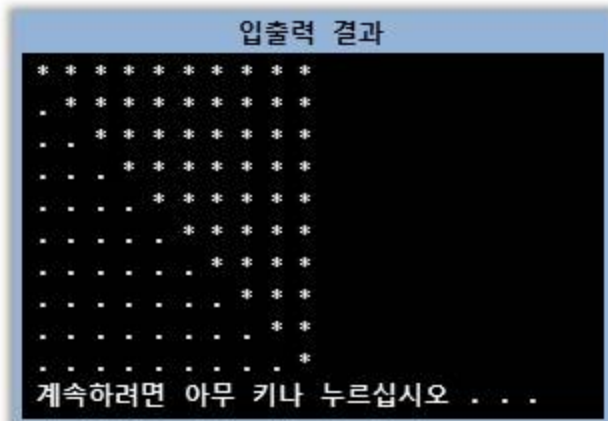 입출력 결과
* * * * * * * * * *
. * * * * * * * * *
. . * * * * * * * *
. . . * * * * * * *
. . . . * * * * * *
. . . . . * * * * *
. . . . . . * * * *
. . . . . . . * * *
. . . . . . . . * *
. . . . . . . . . *
계속하려면 아무 키나 누르십시오 . . .